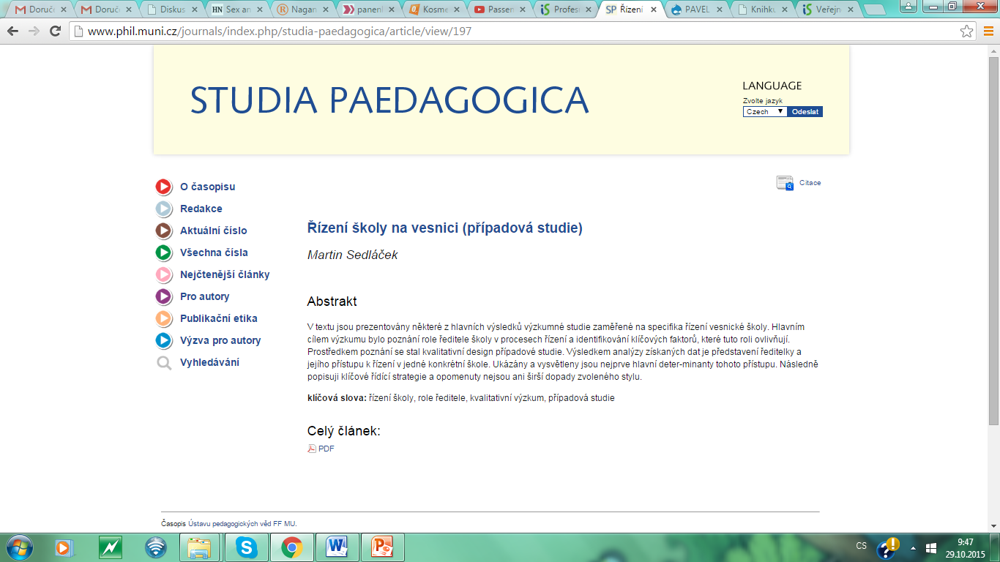 Doruče
Doruče
Diskus
HN Sex an
Nagan
panenl
Kosme
Passen
Profesi
SP Řízení
PAVEL
Knihku
Veřejn
www.phil.muni.cz/journals/index.php/studia-paedagogica/article/view/197
STUDIA PAEDAGOGICA
LANGUAGE
Zvolte jazyk
Czech Odeslat
O časopisu
Redakce
Aktuální číslo
Všechna čísla
Nejčtenější články
Pro autory
Publikační etika
Výzva pro autory
Vyhledávání
Citace
Řízení školy na vesnici (případová studie)
Martin Sedláček
Abstrakt
V textu jsou prezentovány některé z hlavních výsledků výzkumné studie zaměřené na specifika řízení vesnické školy. Hlavním
cílem výzkumu bylo poznání role ředitele školy v procesech řízení a identifikování klíčových faktorů, které tuto roli ovlivňují.
Prostředkem poznání se stal kvalitativní design případové studie. Výsledkem analýzy získaných dat je představení ředitelky a
jejího přístupu k řízení v jedné konkrétní škole. Ukázány a vysvětleny jsou nejprve hlavní deter-minanty tohoto přístupu. Následně
popisuji klíčové řídící strategie a opomenuty nejsou ani širší dopady zvoleného stylu.
klíčová slova: řízení školy, role ředitele, kvalitativní výzkum, případová studie
Celý článek:
PDF
Časopis Ústavu pedagogických věd FF MU.
CS
9:47
29.10.2015